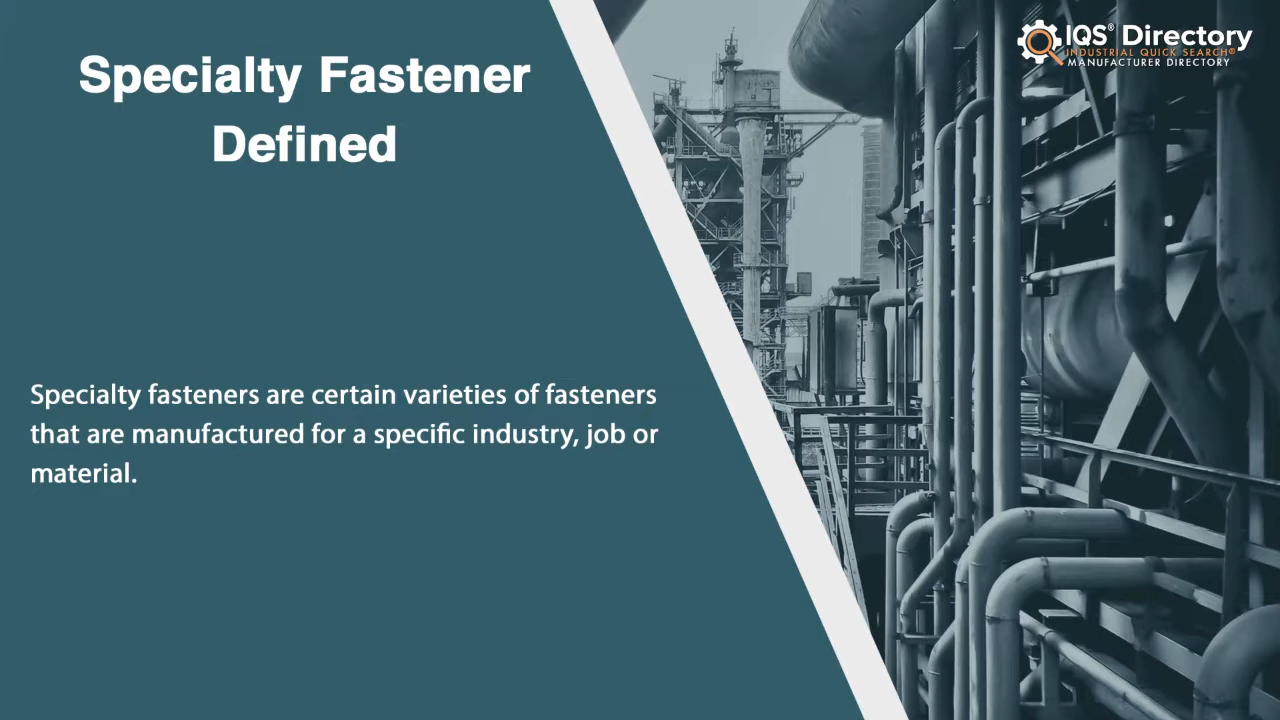 Specialty Fastener
Defined
IQS® Directory
INDUSTRIAL QUICK SEARCH®
MANUFACTURER DIRECTORY
Specialty fasteners are certain varieties of fasteners
that are manufactured for a specific industry, job or
material.